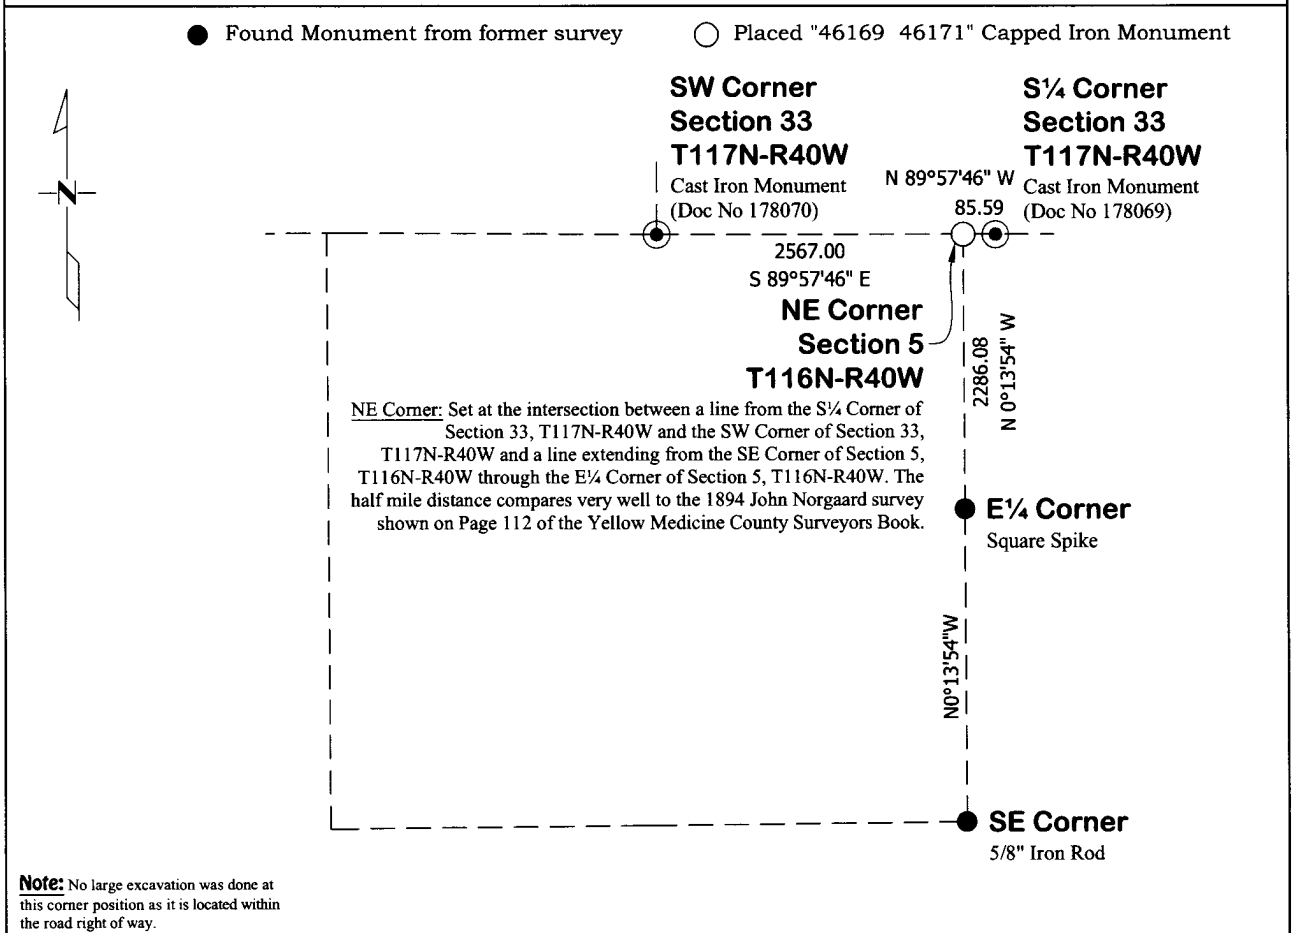 Found Monument from former survey
Placed "46169 46171" Capped Iron Monument
N
SW Corner
Section 33
T117N-R40W
Cast Iron Monument
(Doc No 178070)
S¼ Corner
Section 33
T117N-R40W
Cast Iron Monument
(Doc No 178069)
N 89°57'46" W
85.59
2567.00
S 89°57'46" E
NE Corner
Section 5
T116N-R40W
NE Corner: Set at the intersection between a line from the S¼ Corner of
Section 33, T117N-R40W and the SW Corner of Section 33,
T117N-R40W and a line extending from the SE Corner of Section 5,
T116N-R40W through the E¼ Corner of Section 5, T116N-R40W. The
half mile distance compares very well to the 1894 John Norgaard survey
shown on Page 112 of the Yellow Medicine County Surveyors Book.
2286.08
N 0°13'54" W
E¼ Corner
Square Spike
N0°13'54"W
SE Corner
5/8" Iron Rod
Note: No large excavation was done at
this corner position as it is located within
the road right of way.